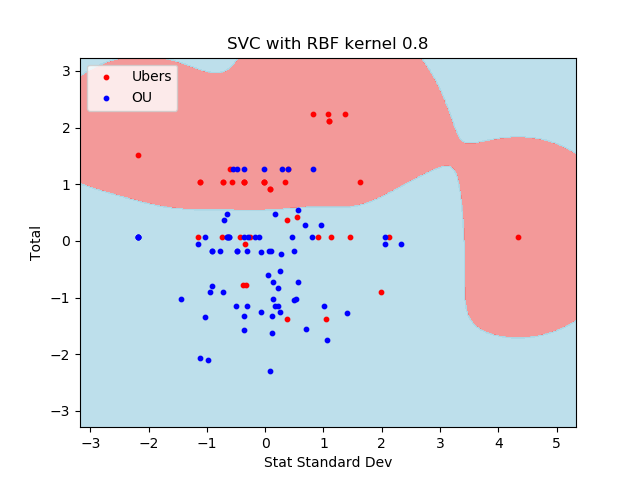 SVC with RBF kernel 0.8
Ubers
OU
3
2
1
0
−1
−2
−3
Total
−3 −2 −1 0 1 2 3 4 5
Stat Standard Dev